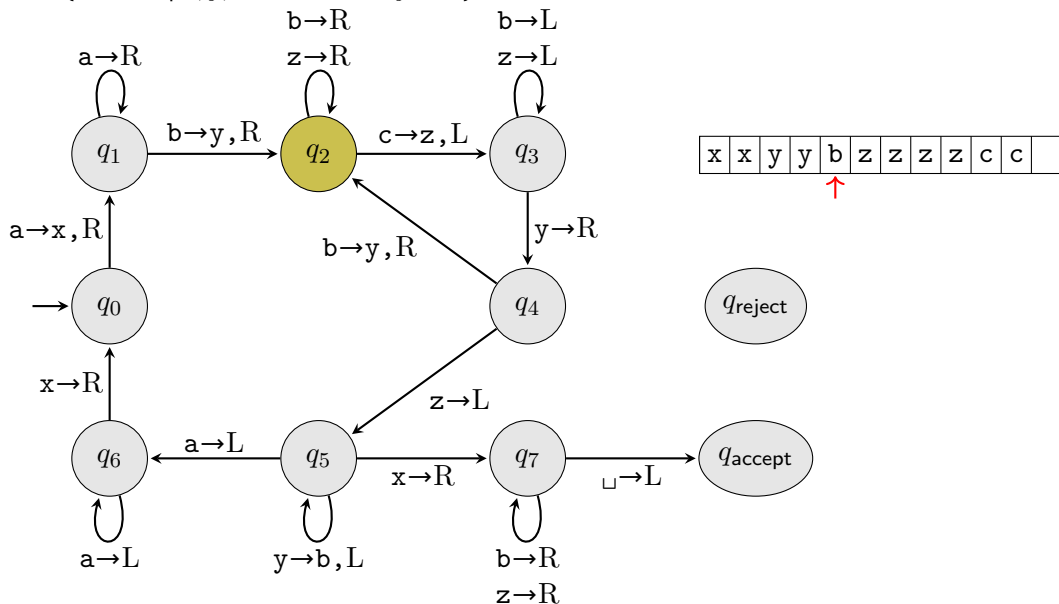 b→R
b→L
z→R
z→L
a→R
q1
b→y,R
q2
c→z,L
q3
x x y y b z z z z c c
a→x,R
b→y,R
y→R
q0
q4
qreject
x→R
z→L
q6
a→L
q5
x→R
q7
␣→L
qaccept
a→L
y→b,L
b→R
z→R